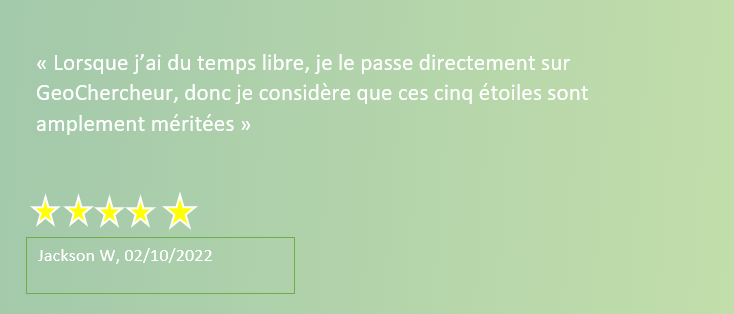 « Lorsque j’ai du temps libre, je le passe directement sur
GeoChercheur, donc je considère que ces cinq étoiles sont
amplement méritées »
Jackson W, 02/10/2022